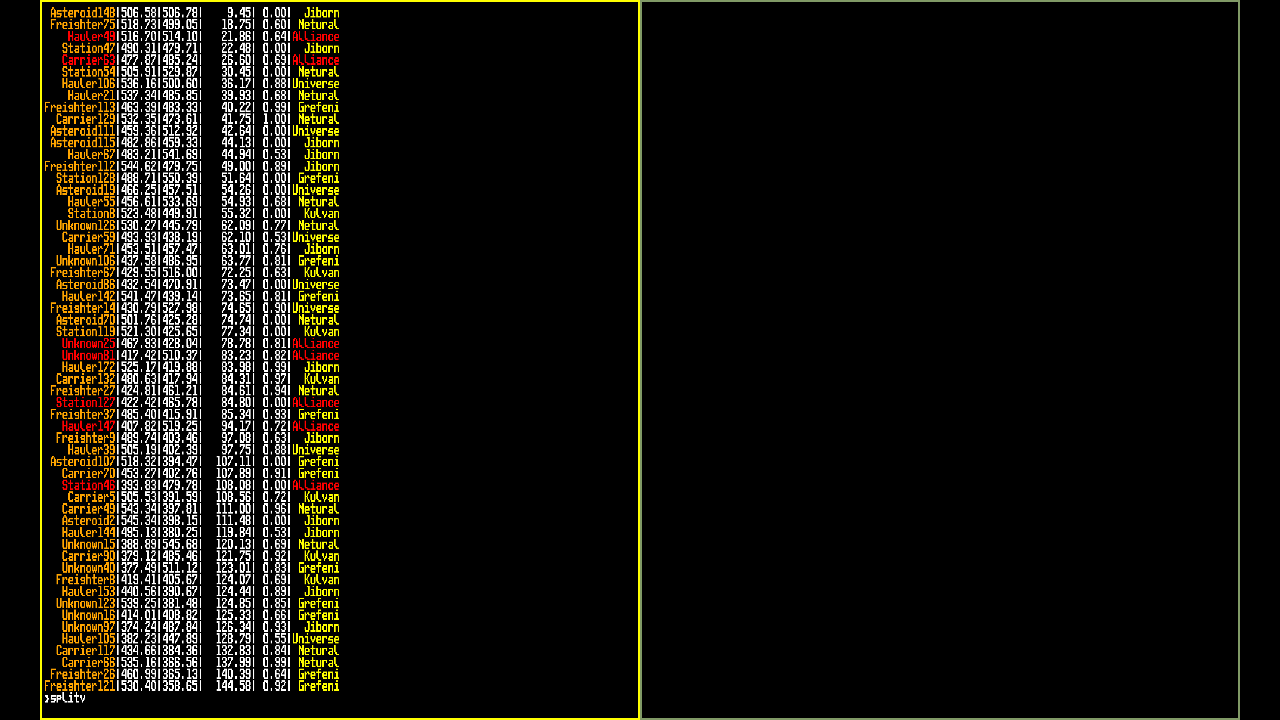 Asteroid148|506.58|506.78|   9.45| 0.00|  Jiborn
Freighter75|518.73|499.05|  18.75| 0.60| Netural
Hauler40|516.70|514.10|  21.86| 0.64|Alliance
Station47|490.31|479.71|  22.48| 0.00|  Jiborn
Carrier63|477.87|485.24|  26.60| 0.69|Alliance
Station54|505.91|529.87|  30.45| 0.00| Netural
Hauler106|536.16|500.60|  36.17| 0.88|Universe
Hauler21|537.34|485.85|  39.93| 0.68| Netural
Freighter113|463.39|483.33|  40.22| 0.99| Grefeni
Carrier129|532.35|473.61|  41.75| 1.00| Netural
Asteroid111|459.36|512.92|  42.64| 0.00|Universe
Asteroid115|482.86|459.33|  44.13| 0.00|  Jiborn
Hauler67|483.21|541.69|  44.94| 0.53|  Jiborn
Freighter112|544.62|479.75|  49.00| 0.89|  Jiborn
Station128|488.71|550.39|  51.64| 0.00| Grefeni
Asteroid19|466.25|457.51|  54.26| 0.00|Universe
Hauler55|456.61|533.69|  54.93| 0.68| Netural
Station8|523.48|449.91|  55.32| 0.00|  Kulvan
Unknown126|530.27|445.79|  62.09| 0.77| Netural
Carrier59|493.93|438.19|  62.10| 0.53|Universe
Hauler71|453.51|457.47|  63.01| 0.76|  Jiborn
Unknown106|437.58|486.95|  63.77| 0.81| Grefeni
Freighter67|429.55|516.00|  72.25| 0.63|  Kulvan
Asteroid86|432.54|470.91|  73.47| 0.00|Universe
Hauler142|541.47|439.14|  73.65| 0.81| Grefeni
Freighter14|430.79|527.98|  74.65| 0.90|Universe
Asteroid70|501.76|425.28|  74.74| 0.00| Netural
Station119|521.30|425.65|  77.34| 0.00|  Kulvan
Unknown25|467.93|428.04|  78.78| 0.81|Alliance
Unknown81|417.42|510.37|  83.23| 0.82|Alliance
Hauler172|525.17|419.88|  83.98| 0.99|  Jiborn
Carrier132|480.63|417.94|  84.31| 0.97|  Kulvan
Freighter27|424.81|461.21|  84.61| 0.94| Netural
Station127|422.42|465.78|  84.80| 0.00|Alliance
Freighter37|485.40|415.91|  85.34| 0.93| Grefeni
Hauler147|407.82|519.25|  94.17| 0.72|Alliance
Freighter9|489.74|403.46|  97.08| 0.63|  Jiborn
Hauler39|505.19|402.39|  97.75| 0.88|Universe
Asteroid107|518.32|394.47| 107.11| 0.00| Grefeni
Carrier70|453.27|402.76| 107.89| 0.91| Grefeni
Station46|393.83|479.78| 108.08| 0.00|Alliance
Carrier5|505.53|391.59| 108.56| 0.72|  Kulvan
Carrier49|543.34|397.81| 111.00| 0.96| Netural
Asteroid2|545.34|398.15| 111.48| 0.00|  Jiborn
Hauler144|495.13|380.25| 119.84| 0.53|  Jiborn
Unknown15|388.89|545.68| 120.13| 0.69| Netural
Carrier90|379.12|485.46| 121.75| 0.92|  Kulvan
Unknown40|377.49|511.12| 123.01| 0.83| Grefeni
Freighter8|419.41|405.67| 124.07| 0.69|  Kulvan
Hauler153|440.56|390.67| 124.44| 0.89|  Jiborn
Unknown123|539.25|381.48| 124.85| 0.85| Grefeni
Unknown16|414.01|408.82| 125.33| 0.66| Grefeni
Unknown97|374.24|487.84| 126.34| 0.93|  Jiborn
Hauler105|382.23|447.89| 128.79| 0.55|Universe
Carrier117|434.66|384.36| 132.83| 0.84| Netural
Carrier68|535.16|366.56| 137.99| 0.99| Netural
Freighter26|460.99|365.13| 140.39| 0.64| Grefeni
Freighter121|530.40|358.65| 144.58| 0.92| Grefeni
>splitv